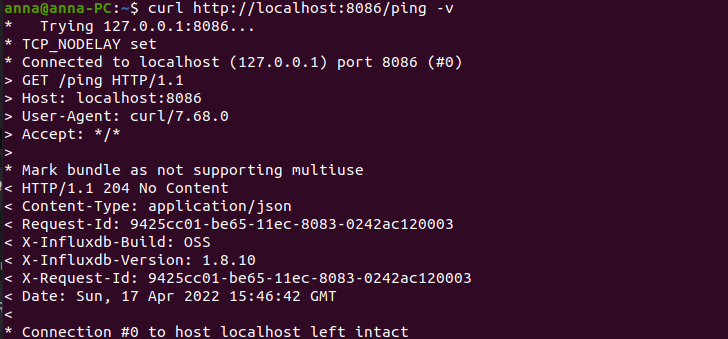 anna@anna-PC:~$ curl http://localhost:8086/ping -v
*   Trying 127.0.0.1:8086...
* TCP_NODELAY set
* Connected to localhost (127.0.0.1) port 8086 (#0)
> GET /ping HTTP/1.1
> Host: localhost:8086
> User-Agent: curl/7.68.0
> Accept: */*
>
* Mark bundle as not supporting multiuse
< HTTP/1.1 204 No Content
< Content-Type: application/json
< Request-Id: 9425cc01-be65-11ec-8083-0242ac120003
< X-Influxdb-Build: OSS
< X-Influxdb-Version: 1.8.10
< X-Request-Id: 9425cc01-be65-11ec-8083-0242ac120003
< Date: Sun, 17 Apr 2022 15:46:42 GMT
<
* Connection #0 to host localhost left intact